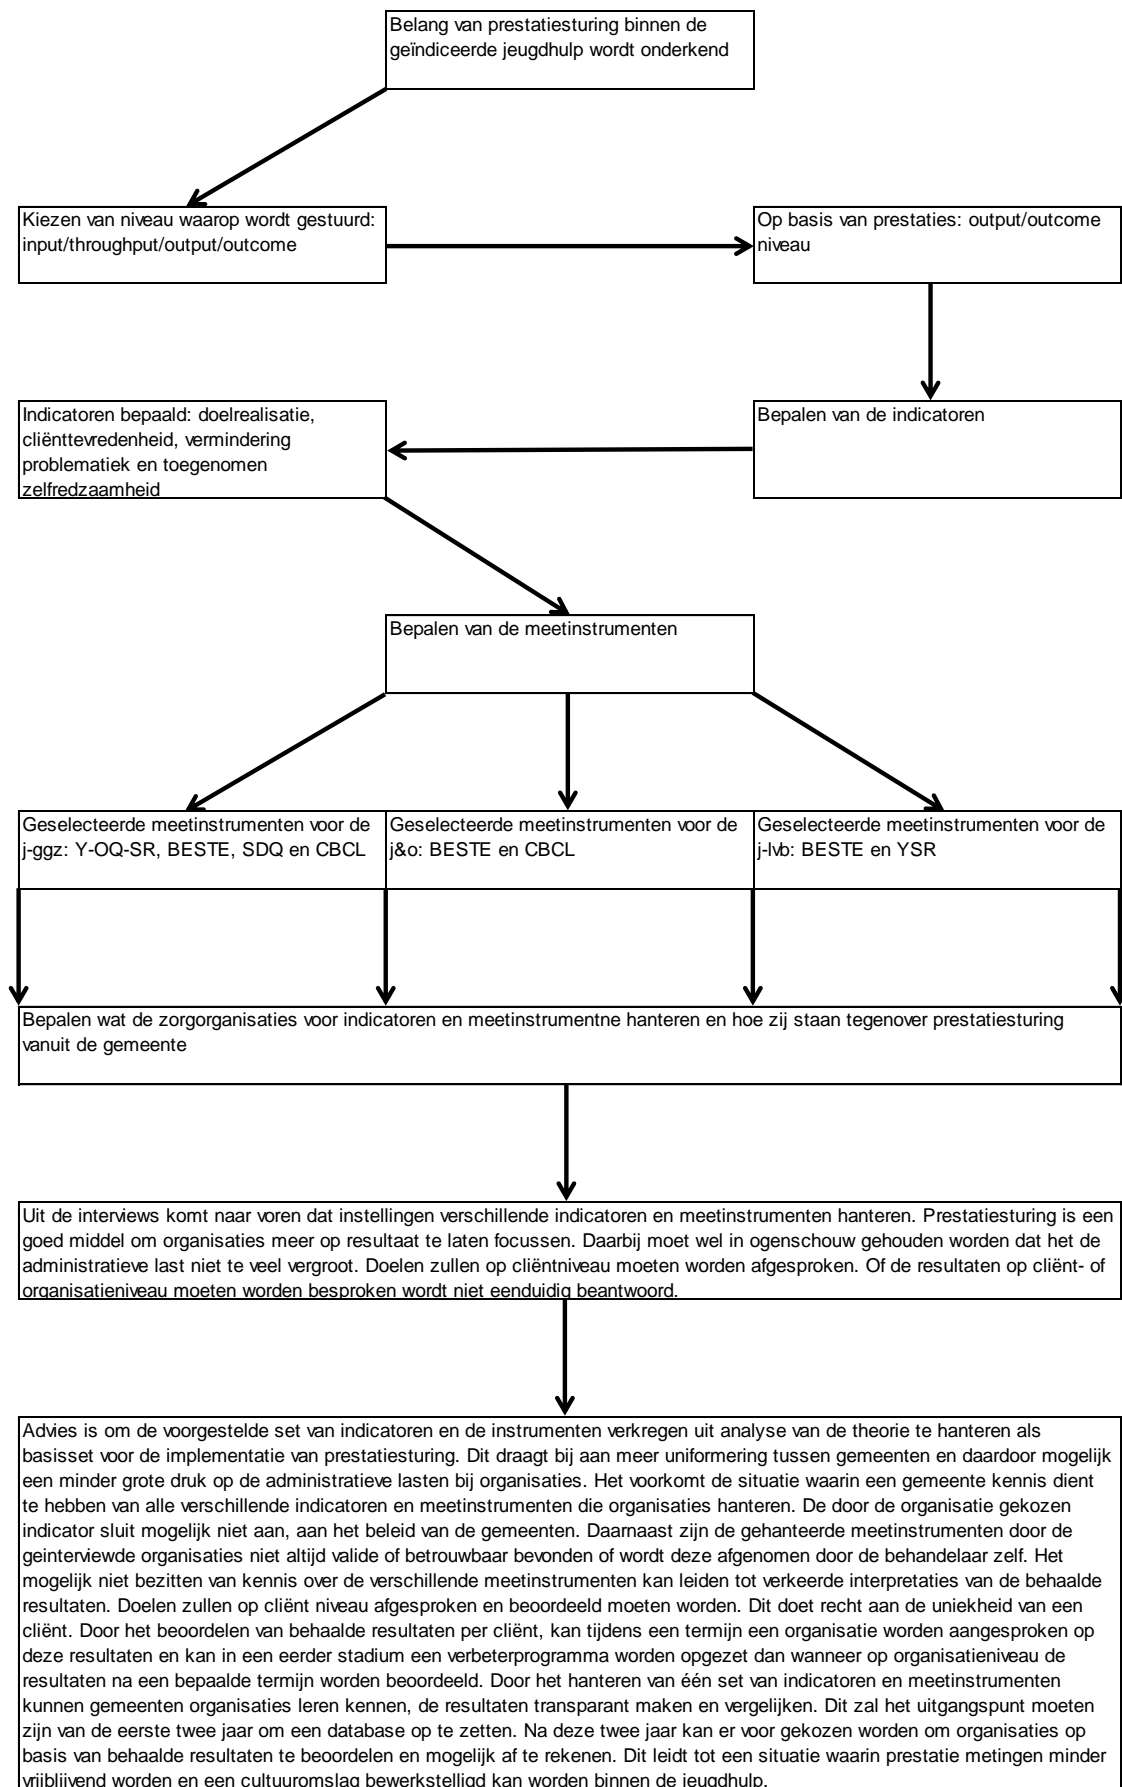 Belang van prestatiesturing binnen de
geïndiceerde jeugdhulp wordt onderkend
Kiezen van niveau waarop wordt gestuurd:
input/throughput/output/outcome
Op basis van prestaties: output/outcome
niveau
Indicatoren bepaald: doelrealisatie,
cliënttevredenheid, vermindering
problematiek en toegenomen
zelfredzaamheid
Bepalen van de indicatoren
Bepalen van de meetinstrumenten
Geselecteerde meetinstrumenten voor de
j-ggz: Y-OQ-SR, BESTE, SDQ en CBCL
Geselecteerde meetinstrumenten voor de
j&o: BESTE en CBCL
Geselecteerde meetinstrumenten voor de
j-lvb: BESTE en YSR
Bepalen wat de zorgorganisaties voor indicatoren en meetinstrumentne hanteren en hoe zij staan tegenover prestatiesturing
vanuit de gemeente
Uit de interviews komt naar voren dat instellingen verschillende indicatoren en meetinstrumenten hanteren. Prestatiesturing is een
goed middel om organisaties meer op resultaat te laten focussen. Daarbij moet wel in ogenschouw gehouden worden dat het de
administratieve last niet te veel vergroot. Doelen zullen op cliëntniveau moeten worden afgesproken. Of de resultaten op cliënt- of
organisatieniveau moeten worden besproken wordt niet eenduidig beantwoord.
Advies is om de voorgestelde set van indicatoren en de instrumenten verkregen uit analyse van de theorie te hanteren als
basisset voor de implementatie van prestatiesturing. Dit draagt bij aan meer uniformering tussen gemeenten en daardoor mogelijk
een minder grote druk op de administratieve lasten bij organisaties. Het voorkomt de situatie waarin een gemeente kennis dient
te hebben van alle verschillende indicatoren en meetinstrumenten die organisaties hanteren. De door de organisatie gekozen
indicator sluit mogelijk niet aan, aan het beleid van de gemeenten. Daarnaast zijn de gehanteerde meetinstrumenten door de
geinterviewde organisaties niet altijd valide of betrouwbaar bevonden of wordt deze afgenomen door de behandelaar zelf. Het
mogelijk niet bezitten van kennis over de verschillende meetinstrumenten kan leiden tot verkeerde interpretaties van de behaalde
resultaten. Doelen zullen op cliënt niveau afgesproken en beoordeeld moeten worden. Dit doet recht aan de uniekheid van een
cliënt. Door het beoordelen van behaalde resultaten per cliënt, kan tijdens een termijn een organisatie worden aangesproken op
deze resultaten en kan in een eerder stadium een verbeterprogramma worden opgezet dan wanneer op organisatieniveau de
resultaten na een bepaalde termijn worden beoordeeld. Door het hanteren van één set van indicatoren en meetinstrumenten
kunnen gemeenten organisaties leren kennen, de resultaten transparant maken en vergelijken. Dit zal het uitgangspunt moeten
zijn van de eerste twee jaar om een database op te zetten. Na deze twee jaar kan er voor gekozen worden om organisaties op
basis van behaalde resultaten te beoordelen en mogelijk af te rekenen. Dit leidt tot een situatie waarin prestatie metingen minder
vrijblijvend worden en een cultuuromslag bewerkstelligd kan worden binnen de jeugdhulp.